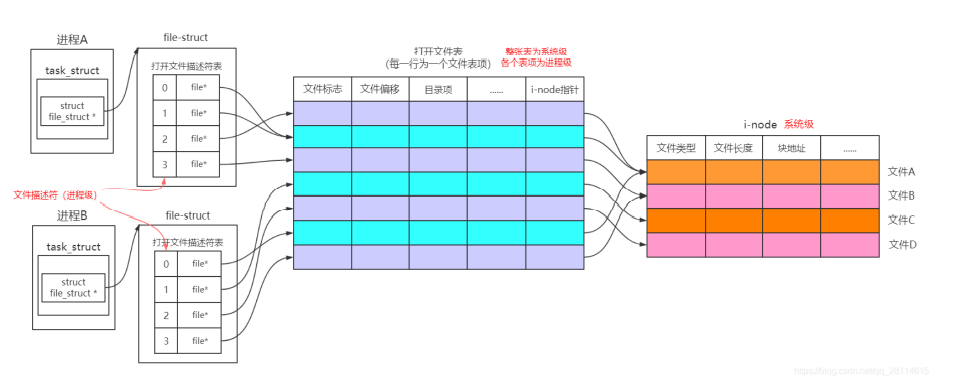 进程A
task_struct
struct
file_struct *
file-struct
打开文件描述符表
0 file*
1 file*
2 file*
3 file*
文件描述符（进程级）
进程B
task_struct
struct
file_struct *
file-struct
打开文件描述符表
0 file*
1 file*
2 file*
3 file*
打开文件表
（每一行为一个文件表项）
整张表为系统级
各个表项为进程级
文件标志 文件偏移 目录项 ...... i-node指针
i-node 系统级
文件类型 文件长度 块地址 ......
文件A
文件B
文件C
文件D
https://blog.csdn.net/qq_28114615